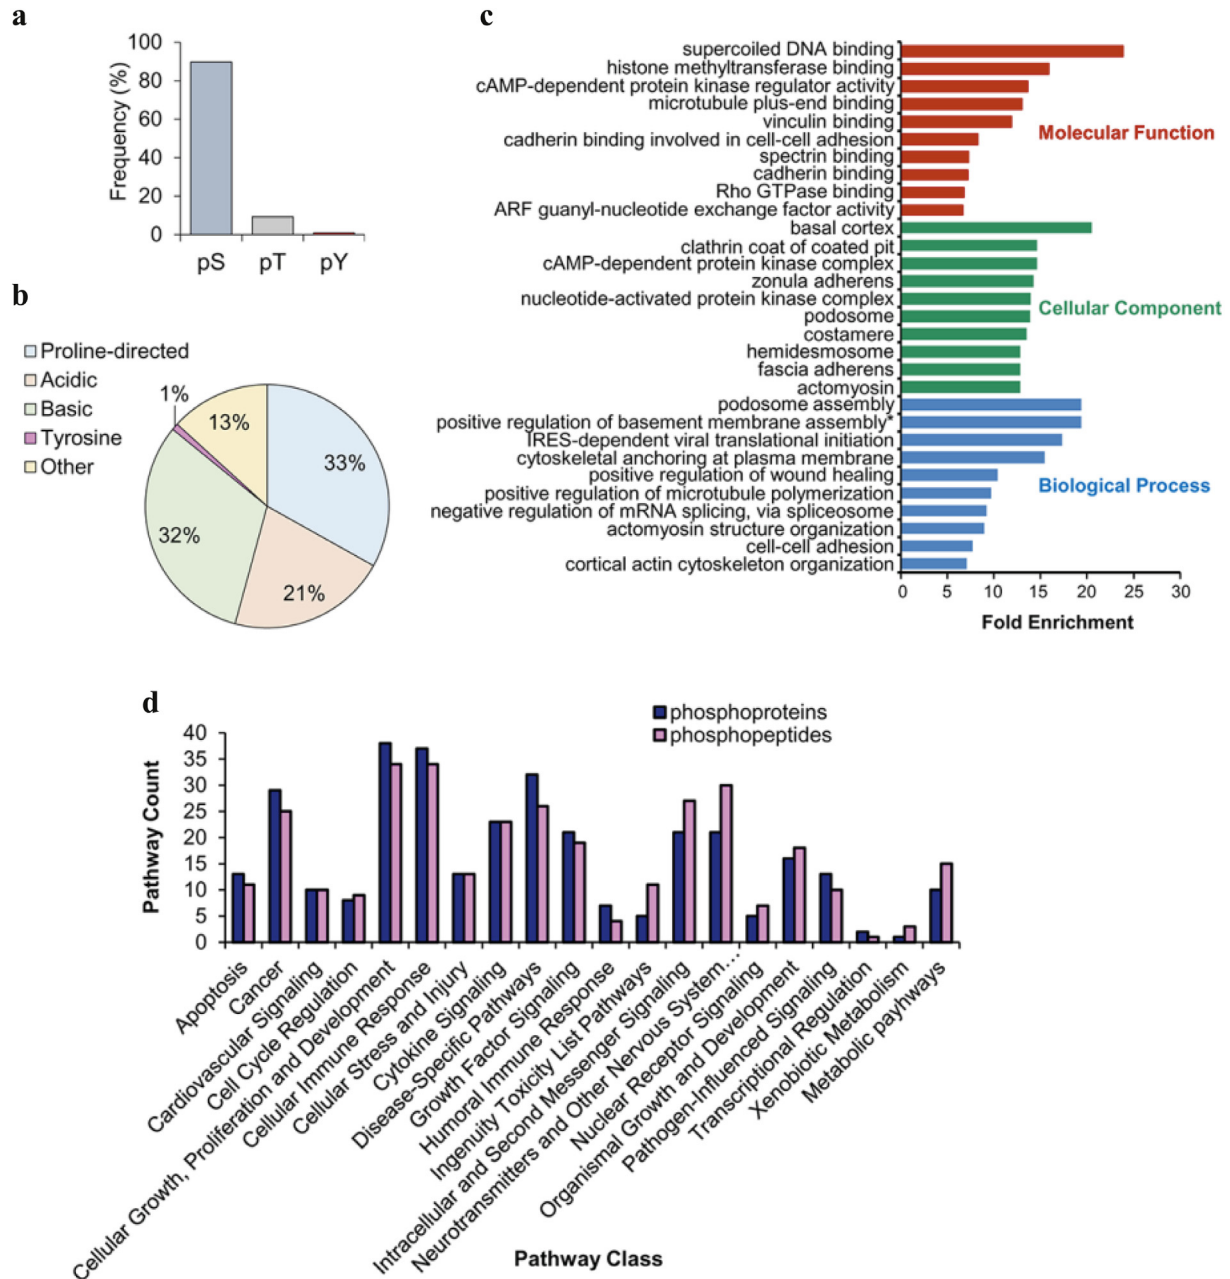 a
100
80
60
40
20
0
Frequency (%)
pS pT pY
b
Proline-directed
Acidic
Basic
Tyrosine
Other
1%
13%
33%
32%
21%
c
supercoiled DNA binding
histone methyltransferase binding
cAMP-dependent protein kinase regulator activity
microtubule plus-end binding
vinculin binding
cadherin binding involved in cell-cell adhesion
spectrin binding
cadherin binding
Rho GTPase binding
ARF guanyl-nucleotide exchange factor activity
basal cortex
clathrin coat of coated pit
cAMP-dependent protein kinase complex
zonula adherens
nucleotide-activated protein kinase complex
podosome
costamere
hemidesmosome
fascia adherens
actomyosin
podosome assembly
positive regulation of basement membrane assembly*
IRES-dependent viral translational initiation
cytoskeletal anchoring at plasma membrane
positive regulation of wound healing
positive regulation of microtubule polymerization
negative regulation of mRNA splicing, via spliceosome
actomyosin structure organization
cell-cell adhesion
cortical actin cytoskeleton organization
Molecular Function
Cellular Component
Biological Process
0 5 10 15 20 25 30
Fold Enrichment
d
phosphoproteins
phosphopeptides
40
35
30
25
20
15
10
5
0
Pathway Count
Apoptosis
Cancer
Cardiovascular Signaling
Cell Cycle Regulation
Cellular Growth, Proliferation and Development
Cellular Immune Response
Cellular Stress and Injury
Cytokine Signaling
Disease-Specific Pathways
Growth Factor Signaling
Humoral Immune Response
Ingenuity Toxicity List Pathways
Intracellular and Second Messenger Signaling
Neurotransmitters and Other Nervous System...
Nuclear Receptor Signaling
Organismal Growth and Development
Pathogen-Influenced Signaling
Transcriptional Regulation
Xenobiotic Metabolism
Metabolic payhways
Pathway Class